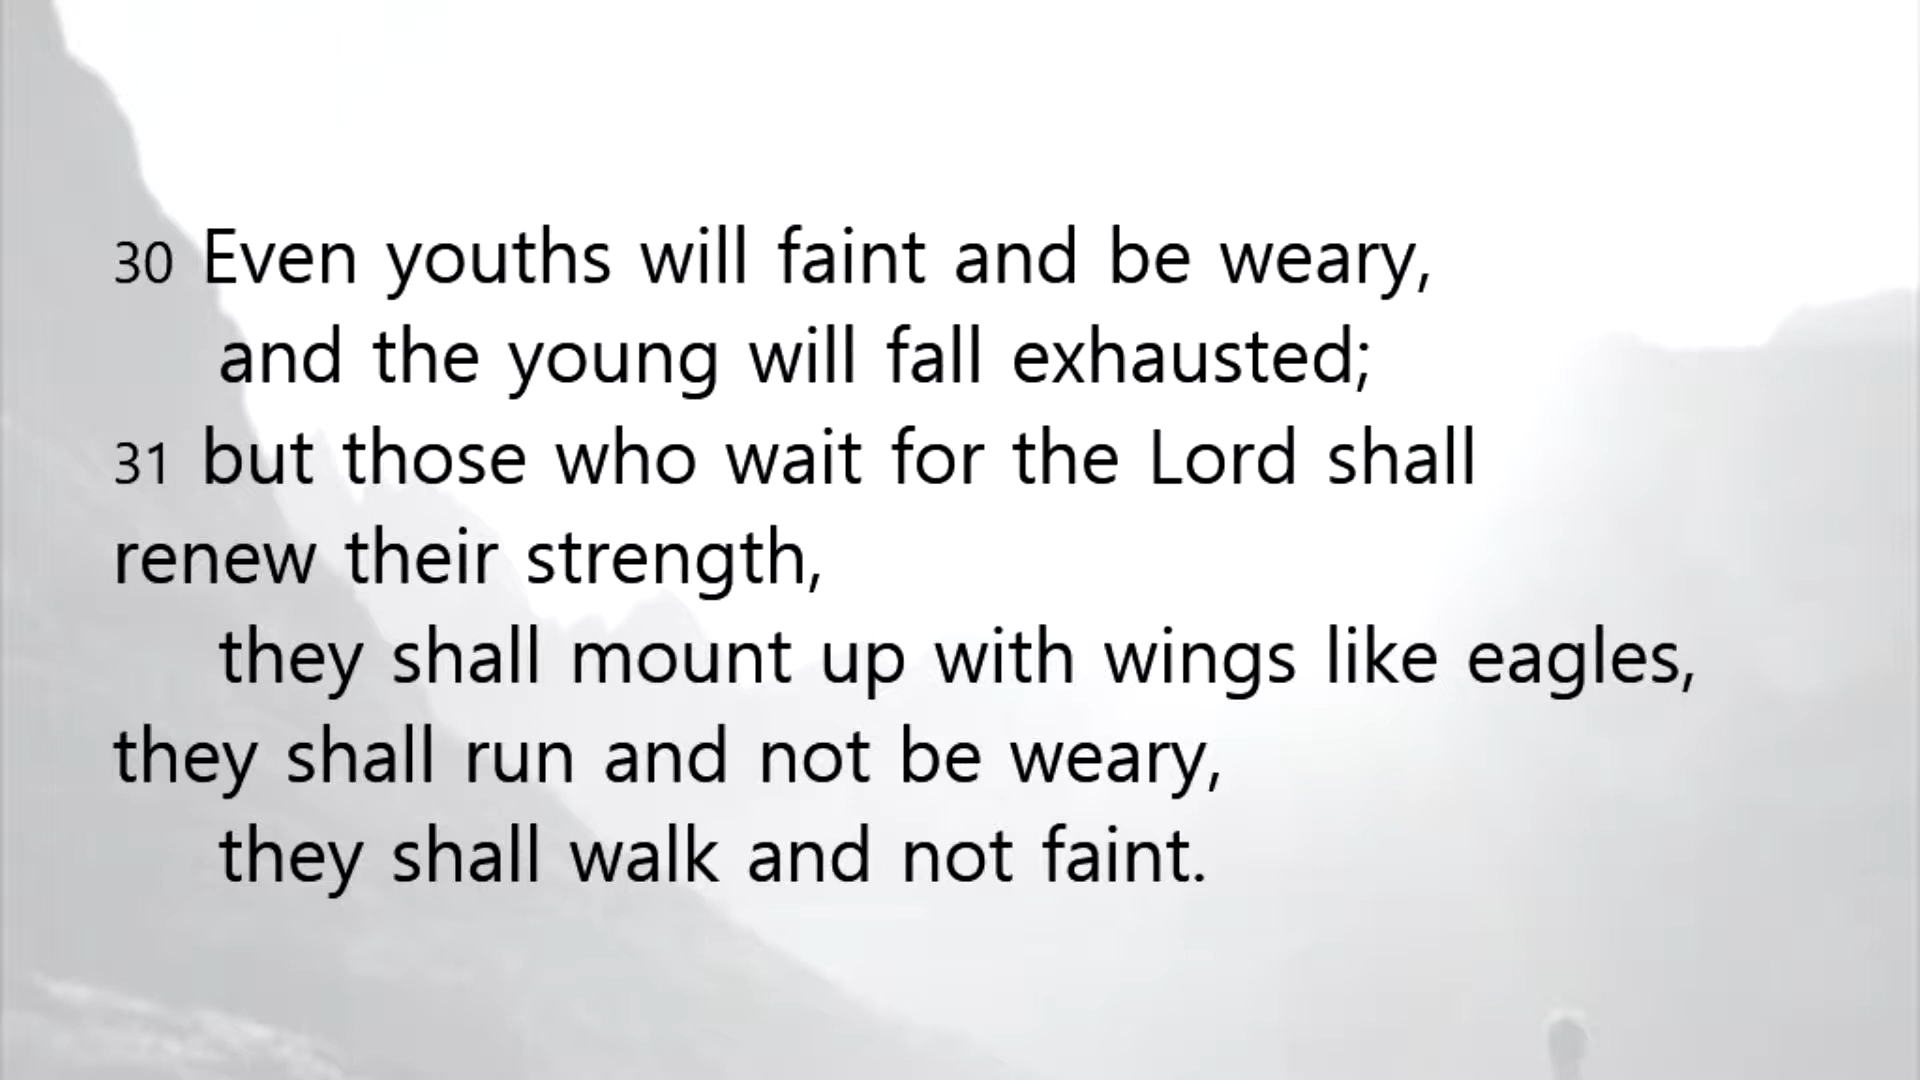 30 Even youths will faint and be weary,
and the young will fall exhausted;
31 but those who wait for the Lord shall
renew their strength,
they shall mount up with wings like eagles,
they shall run and not be weary,
they shall walk and not faint.